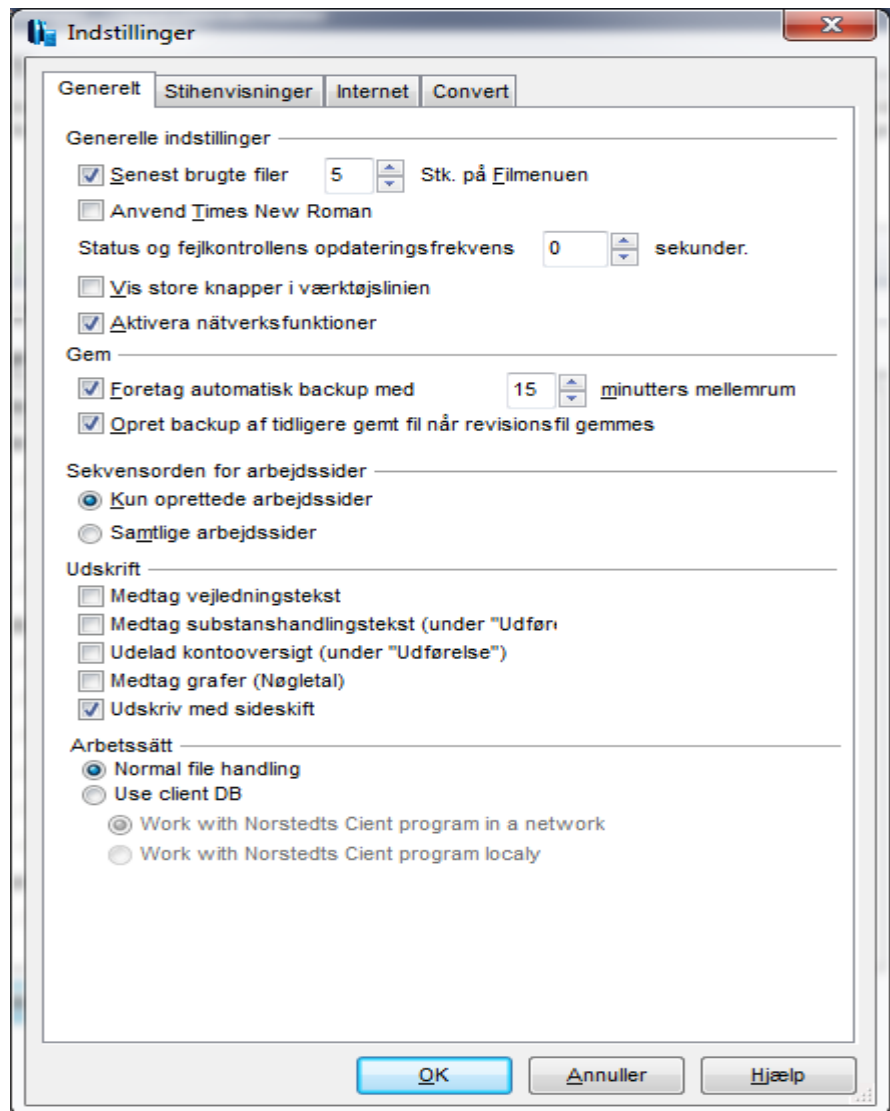 Indstillinger
Generelt Stihenvisninger Internet Convert
Generelle indstillinger
Senest brugte filer 5 Stk. på Filmenuen
Anvend Times New Roman
Status og fejlkontrollens opdateringsfrekvens 0 sekunder.
Vis store knapper i værktøjslinien
Aktivera nätverksfunktioner
Gem
Foretag automatisk backup med 15 minutters mellemrum
Opret backup af tidligere gemt fil når revisionsfil gemmes
Sekvensorden for arbejdssider
Kun oprettede arbejdssider
Samtlige arbejdssider
Udskrift
Medtag vejledningstekst
Medtag substanshandlingstekst (under "Udføre
Udelad kontooversigt (under "Udførelse")
Medtag grafer (Nøgletal)
Udskriv med sideskift
Arbetssätt
Normal file handling
Use client DB
Work with Norstedts Cient program in a network
Work with Norstedts Cient program localy
OK Annuller Hjælp